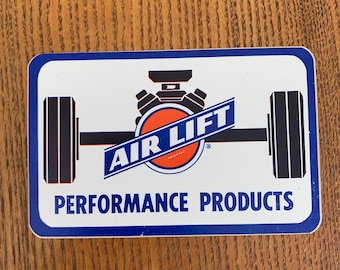 AIR LIFT
®
PERFORMANCE PRODUCTS